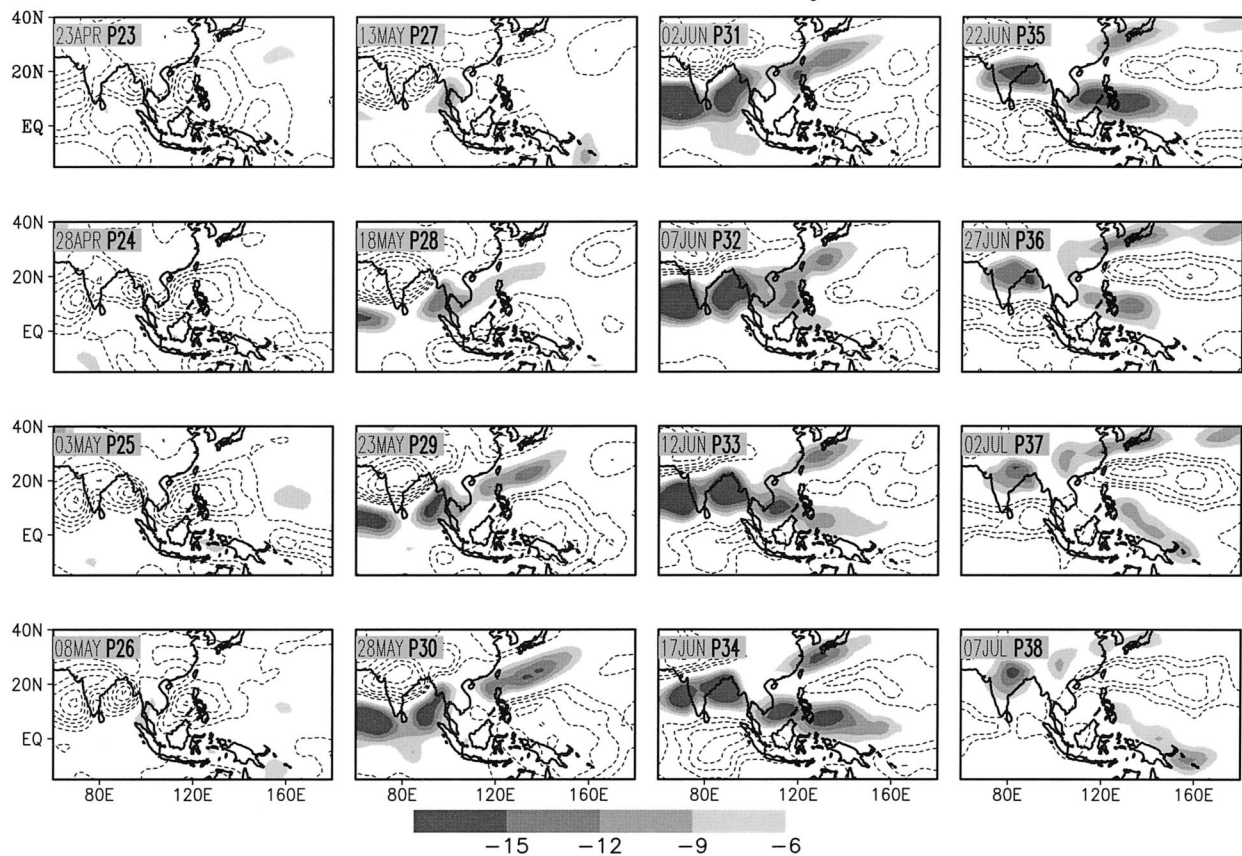 40N
23APR P23
13MAY P27
02JUN P31
22JUN P35
20N
EQ
40N
28APR P24
18MAY P28
07JUN P32
27JUN P36
20N
EQ
40N
03MAY P25
23MAY P29
12JUN P33
02JUL P37
20N
EQ
40N
08MAY P26
28MAY P30
17JUN P34
07JUL P38
20N
EQ
80E 120E 160E 80E 120E 160E 80E 120E 160E 80E 120E 160E
−15 −12 −9 −6